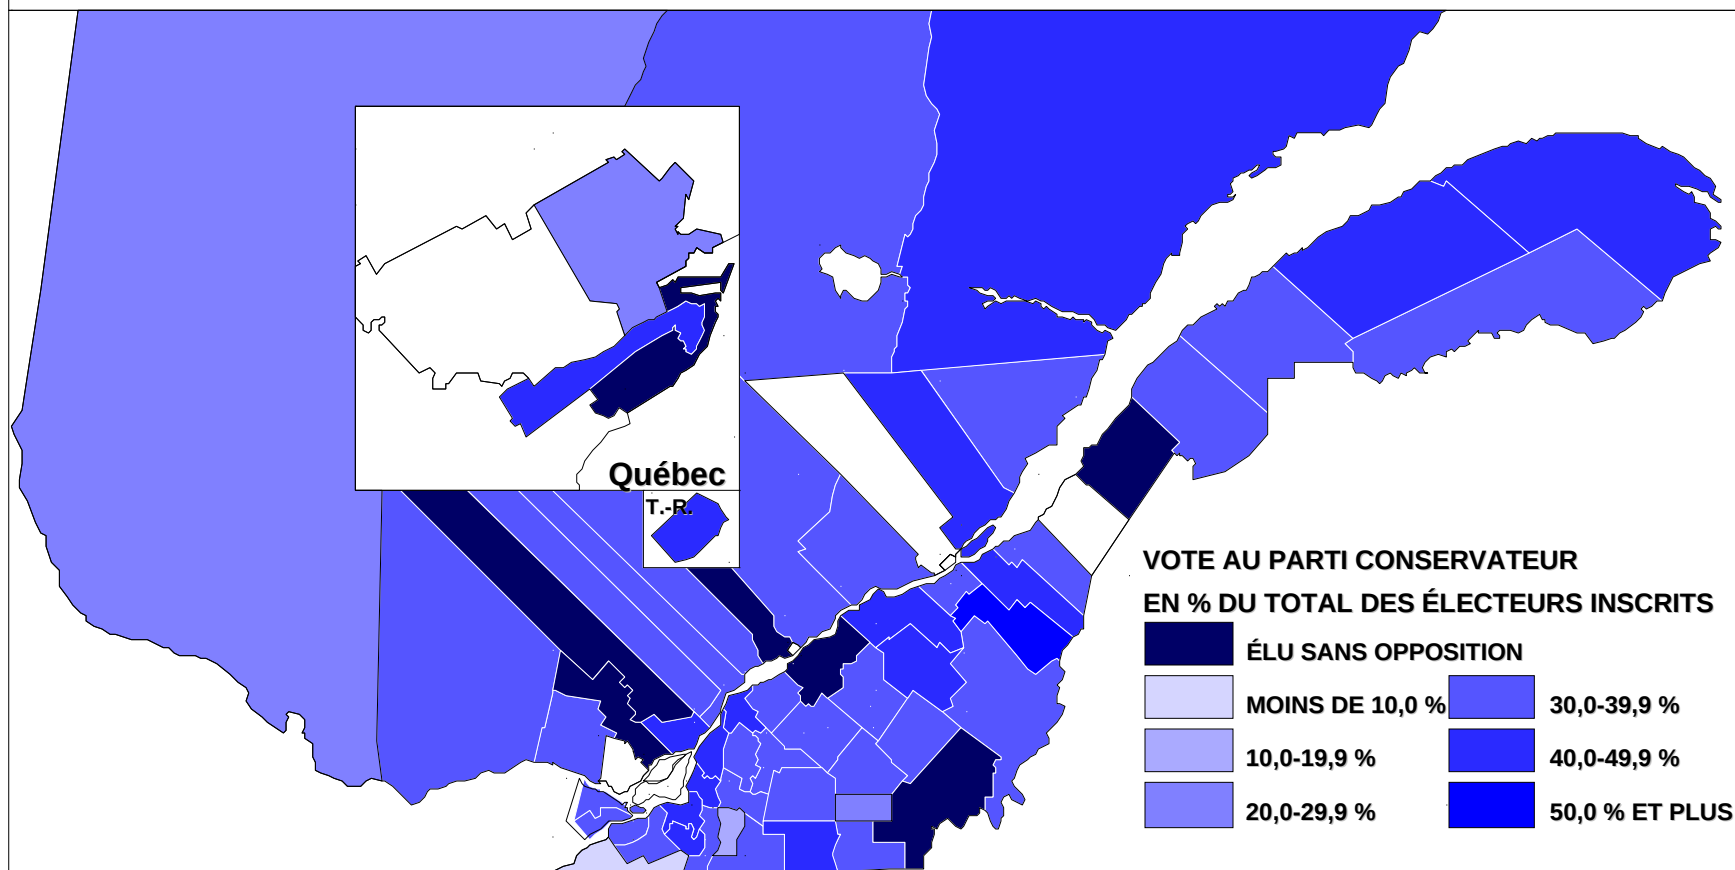 Québec
T.-R.
VOTE AU PARTI CONSERVATEUR
EN % DU TOTAL DES ÉLECTEURS INSCRITS
ÉLU SANS OPPOSITION
MOINS DE 10,0 %
30,0-39,9 %
10,0-19,9 %
40,0-49,9 %
20,0-29,9 %
50,0 % ET PLUS